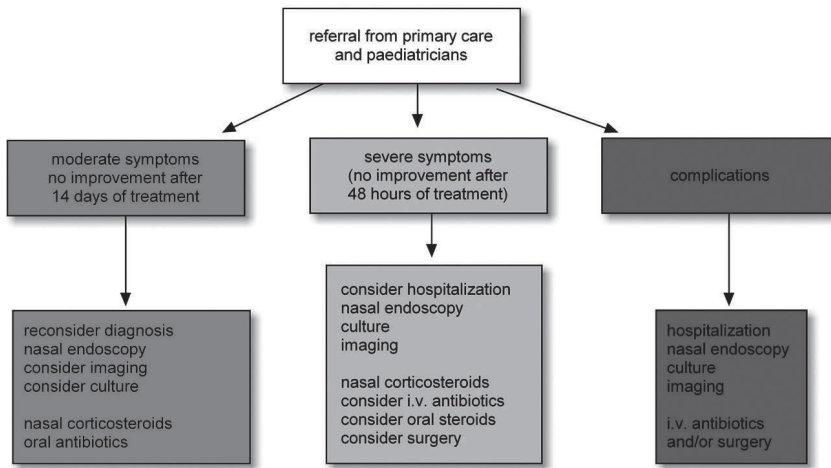 referral from primary care
and paediatricians
moderate symptoms
no improvement after
14 days of treatment
severe symptoms
(no improvement after
48 hours of treatment)
complications
reconsider diagnosis
nasal endoscopy
consider imaging
consider culture
nasal corticosteroids
oral antibiotics
consider hospitalization
nasal endoscopy
culture
imaging
nasal corticosteroids
consider i.v. antibiotics
consider oral steroids
consider surgery
hospitalization
nasal endoscopy
culture
imaging
i.v. antibiotics
and/or surgery